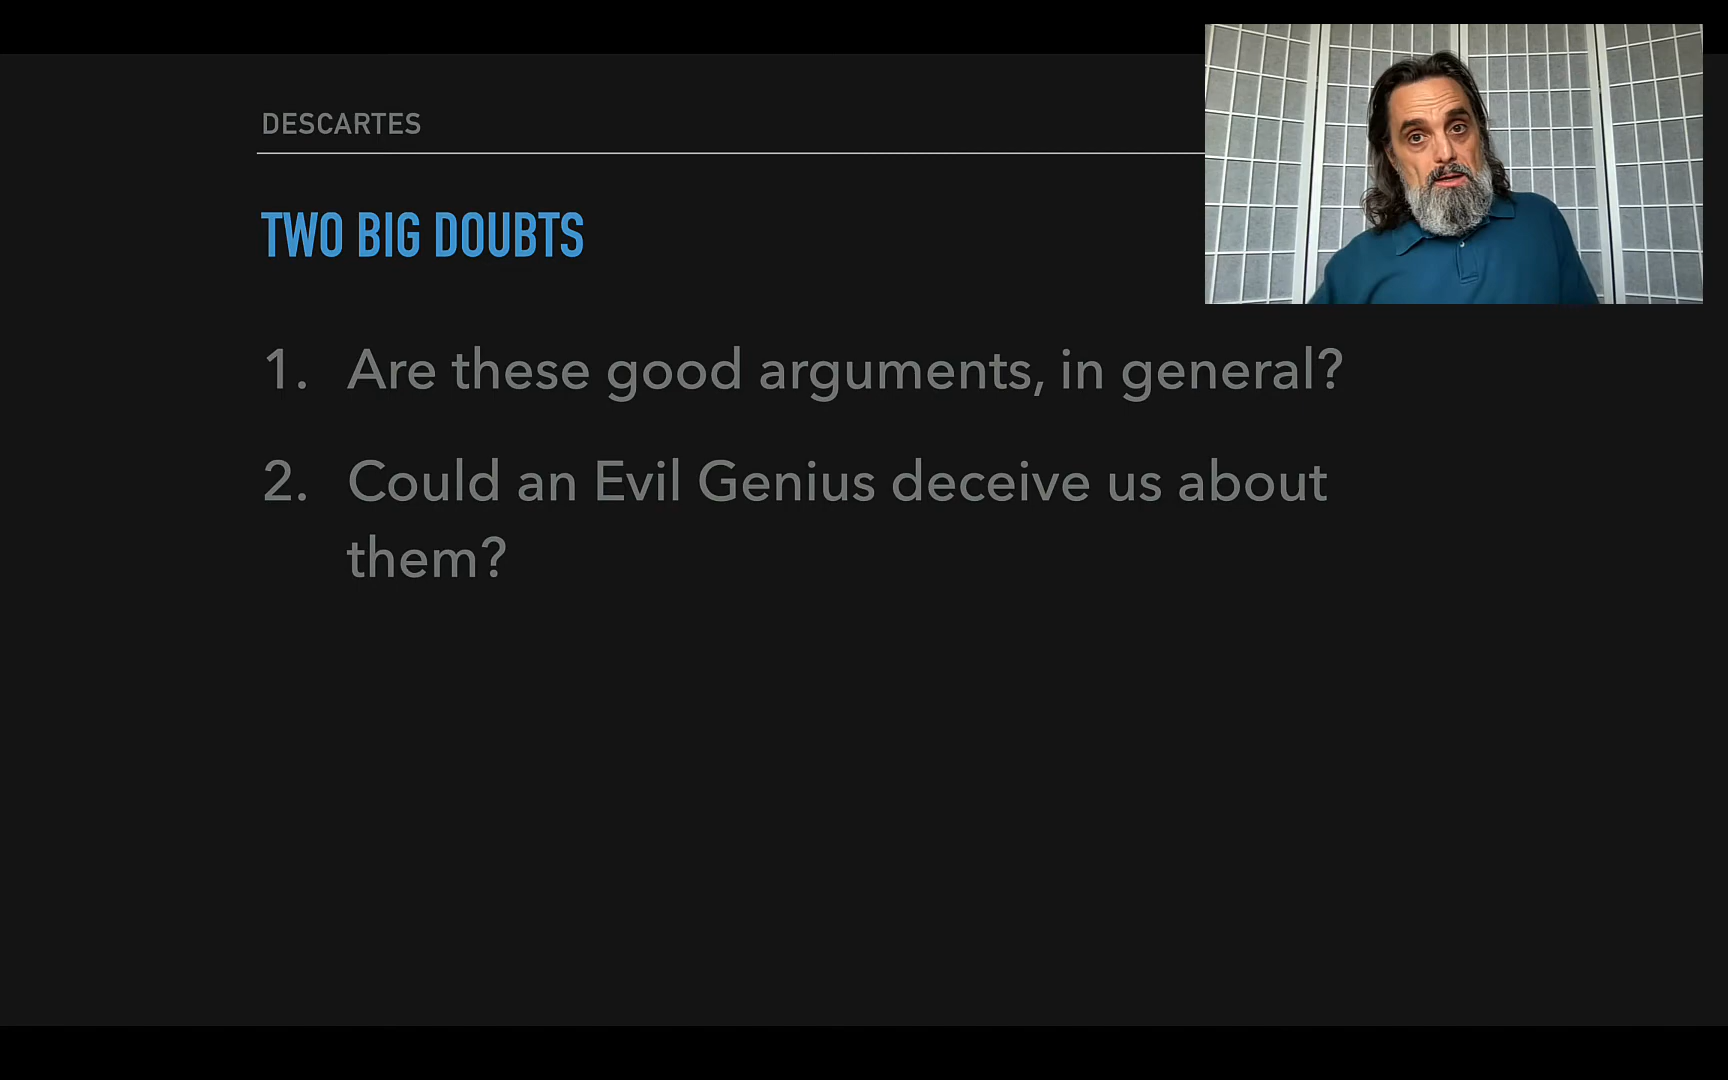 DESCARTES
TWO BIG DOUBTS
1. Are these good arguments, in general?
2. Could an Evil Genius deceive us about
them?